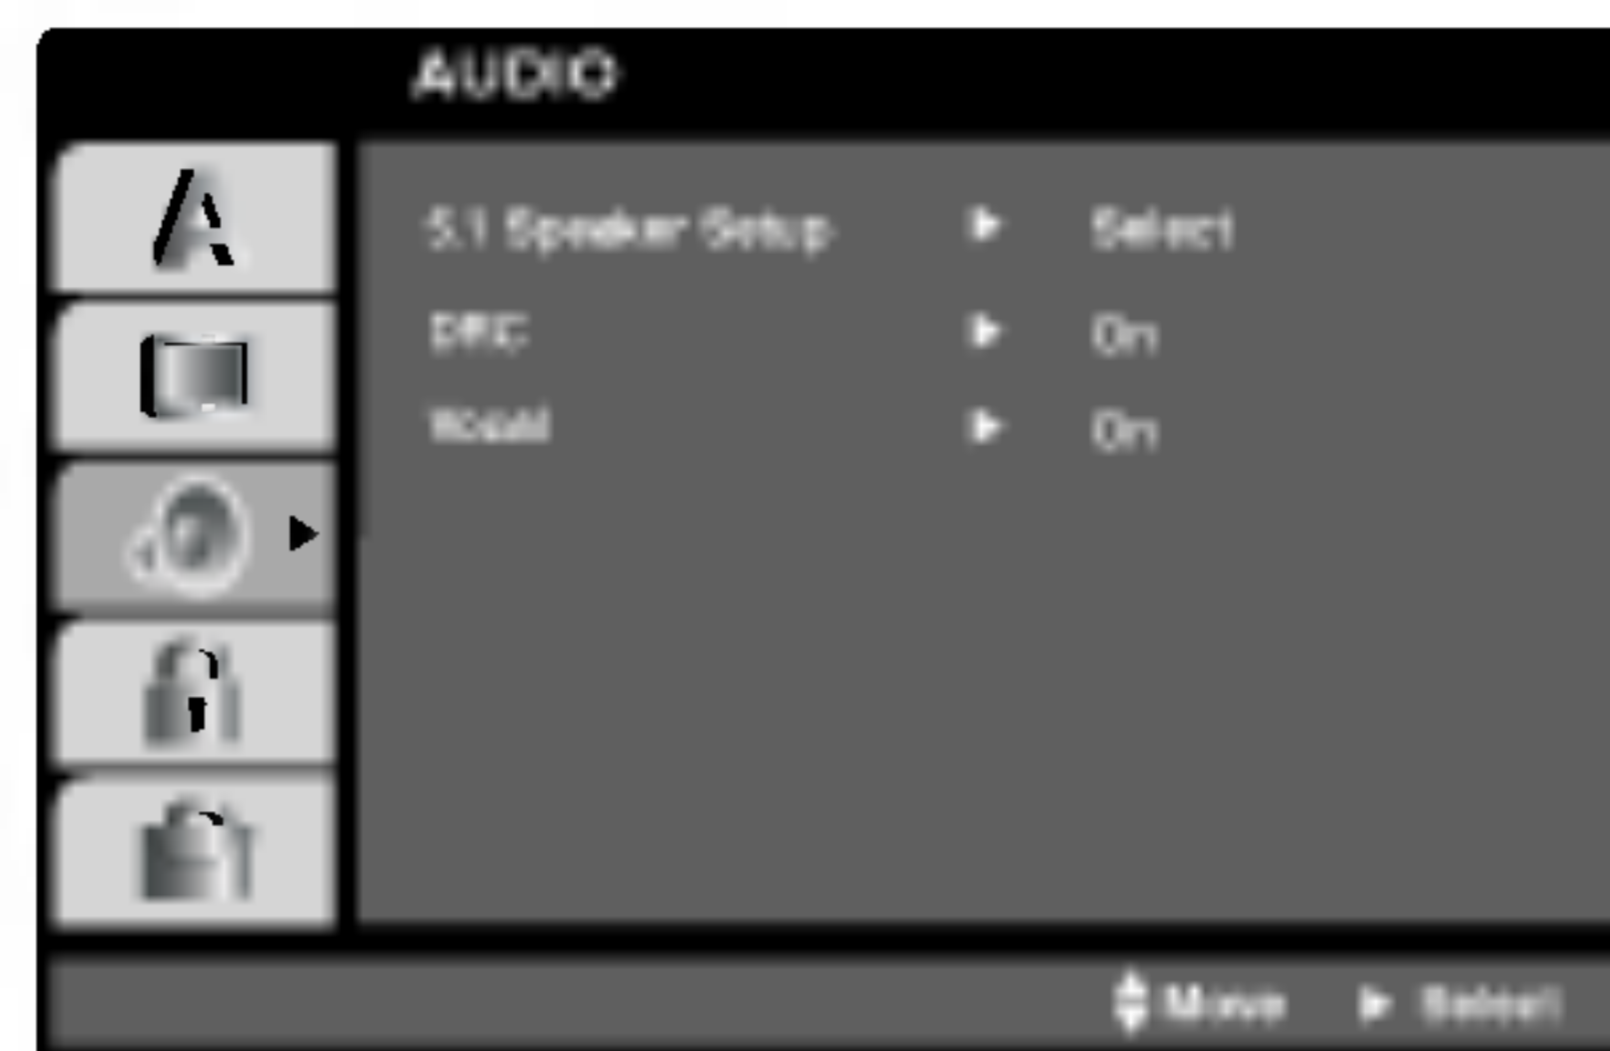 AUDIO
5.1 Speaker Setup ► Select
DRC ► On
Vocal ► On
Move ► Select